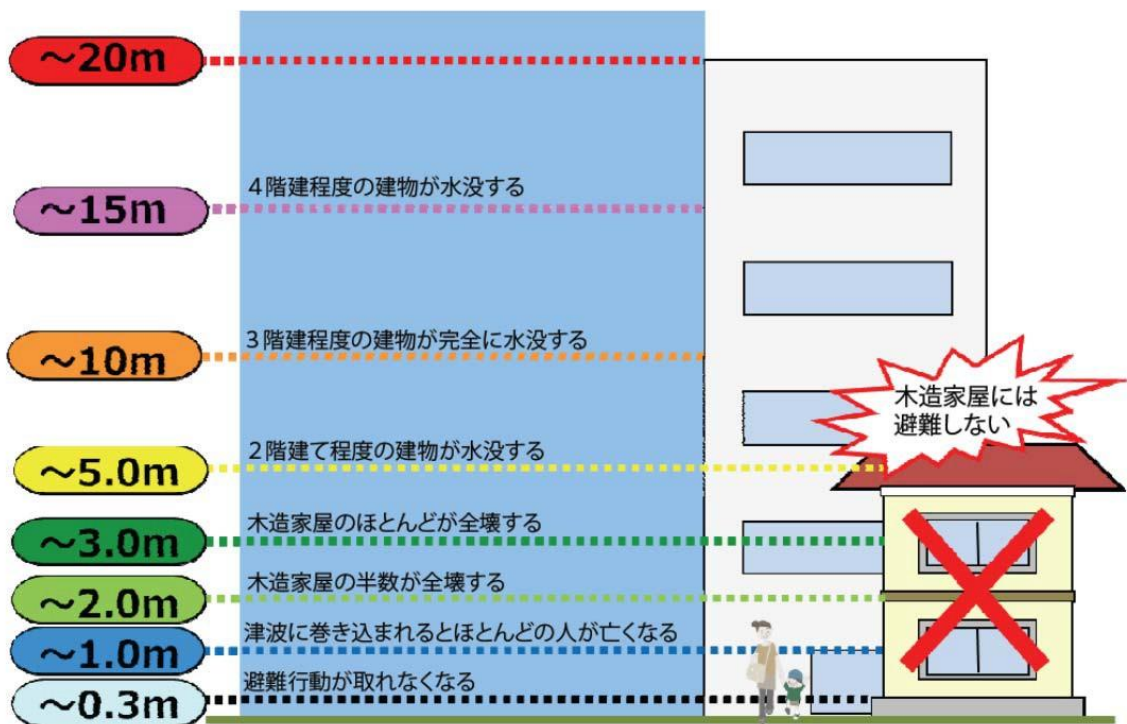 ～20m
４階建程度の建物が水没する
～15m
３階建程度の建物が完全に水没する
～10m
木造家屋には
避難しない
２階建て程度の建物が水没する
～5.0m
木造家屋のほとんどが全壊する
～3.0m
木造家屋の半数が全壊する
～2.0m
津波に巻き込まれるとほとんどの人が亡くなる
～1.0m
避難行動が取れなくなる
～0.3m